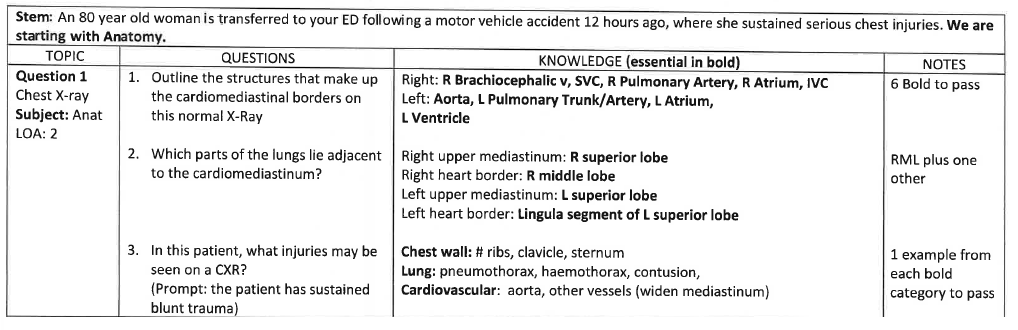 Stem: An 80 year old woman is transferred to your ED following a motor vehicle accident 12 hours ago, where she sustained serious chest injuries. We are
starting with Anatomy.
TOPIC QUESTIONS KNOWLEDGE (essential in bold) NOTES
Question 1
Chest X-ray
Subject: Anat
LOA: 2
1. Outline the structures that make up
the cardiomediastinal borders on
this normal X-Ray
Right: R Brachiocephalic v, SVC, R Pulmonary Artery, R Atrium, IVC
Left: Aorta, L Pulmonary Trunk/Artery, L Atrium,
L Ventricle
6 Bold to pass
2. Which parts of the lungs lie adjacent
to the cardiomediastinum?
Right upper mediastinum: R superior lobe
Right heart border: R middle lobe
Left upper mediastinum: L superior lobe
Left heart border: Lingula segment of L superior lobe
RML plus one
other
3. In this patient, what injuries may be
seen on a CXR?
(Prompt: the patient has sustained
blunt trauma)
Chest wall: # ribs, clavicle, sternum
Lung: pneumothorax, haemothorax, contusion,
Cardiovascular: aorta, other vessels (widen mediastinum)
1 example from
each bold
category to pass